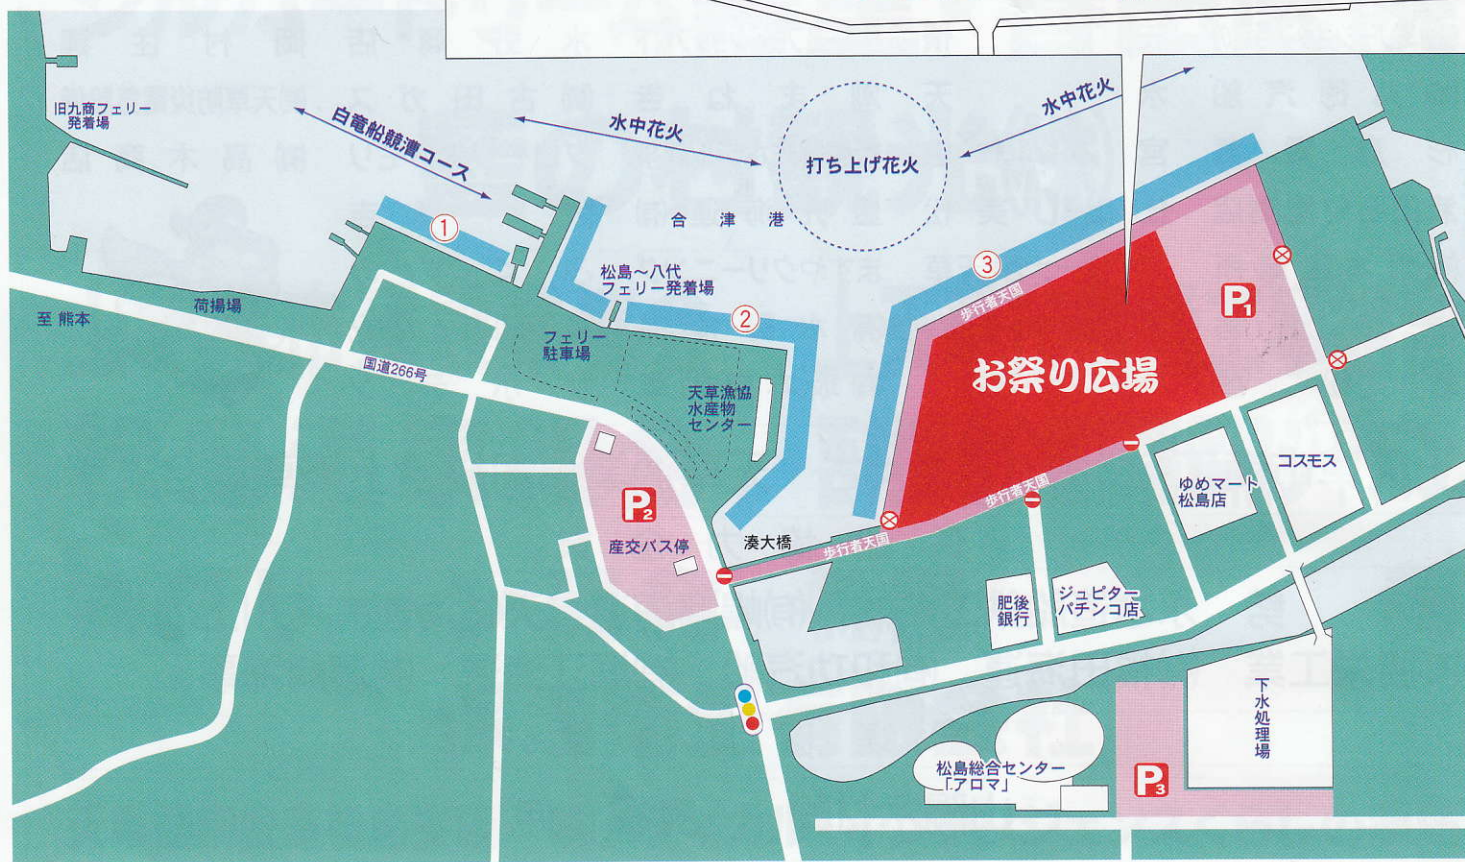 旧九商フェリー
発着場
白竜船競漕コース
水中花火
打ち上げ花火
水中花火
合津港
①
松島～八代
フェリー発着場
②
③
歩行者天国
P1
お祭り広場
至 熊本
荷揚場
国道266号
フェリー
駐車場
天草漁協
水産物
センター
P2
産交バス停
湊大橋
歩行者天国
歩行者天国
ゆめマート
松島店
コスモス
肥後
銀行
ジュピター
パチンコ店
松島総合センター
「アロマ」
P3
下水処理場